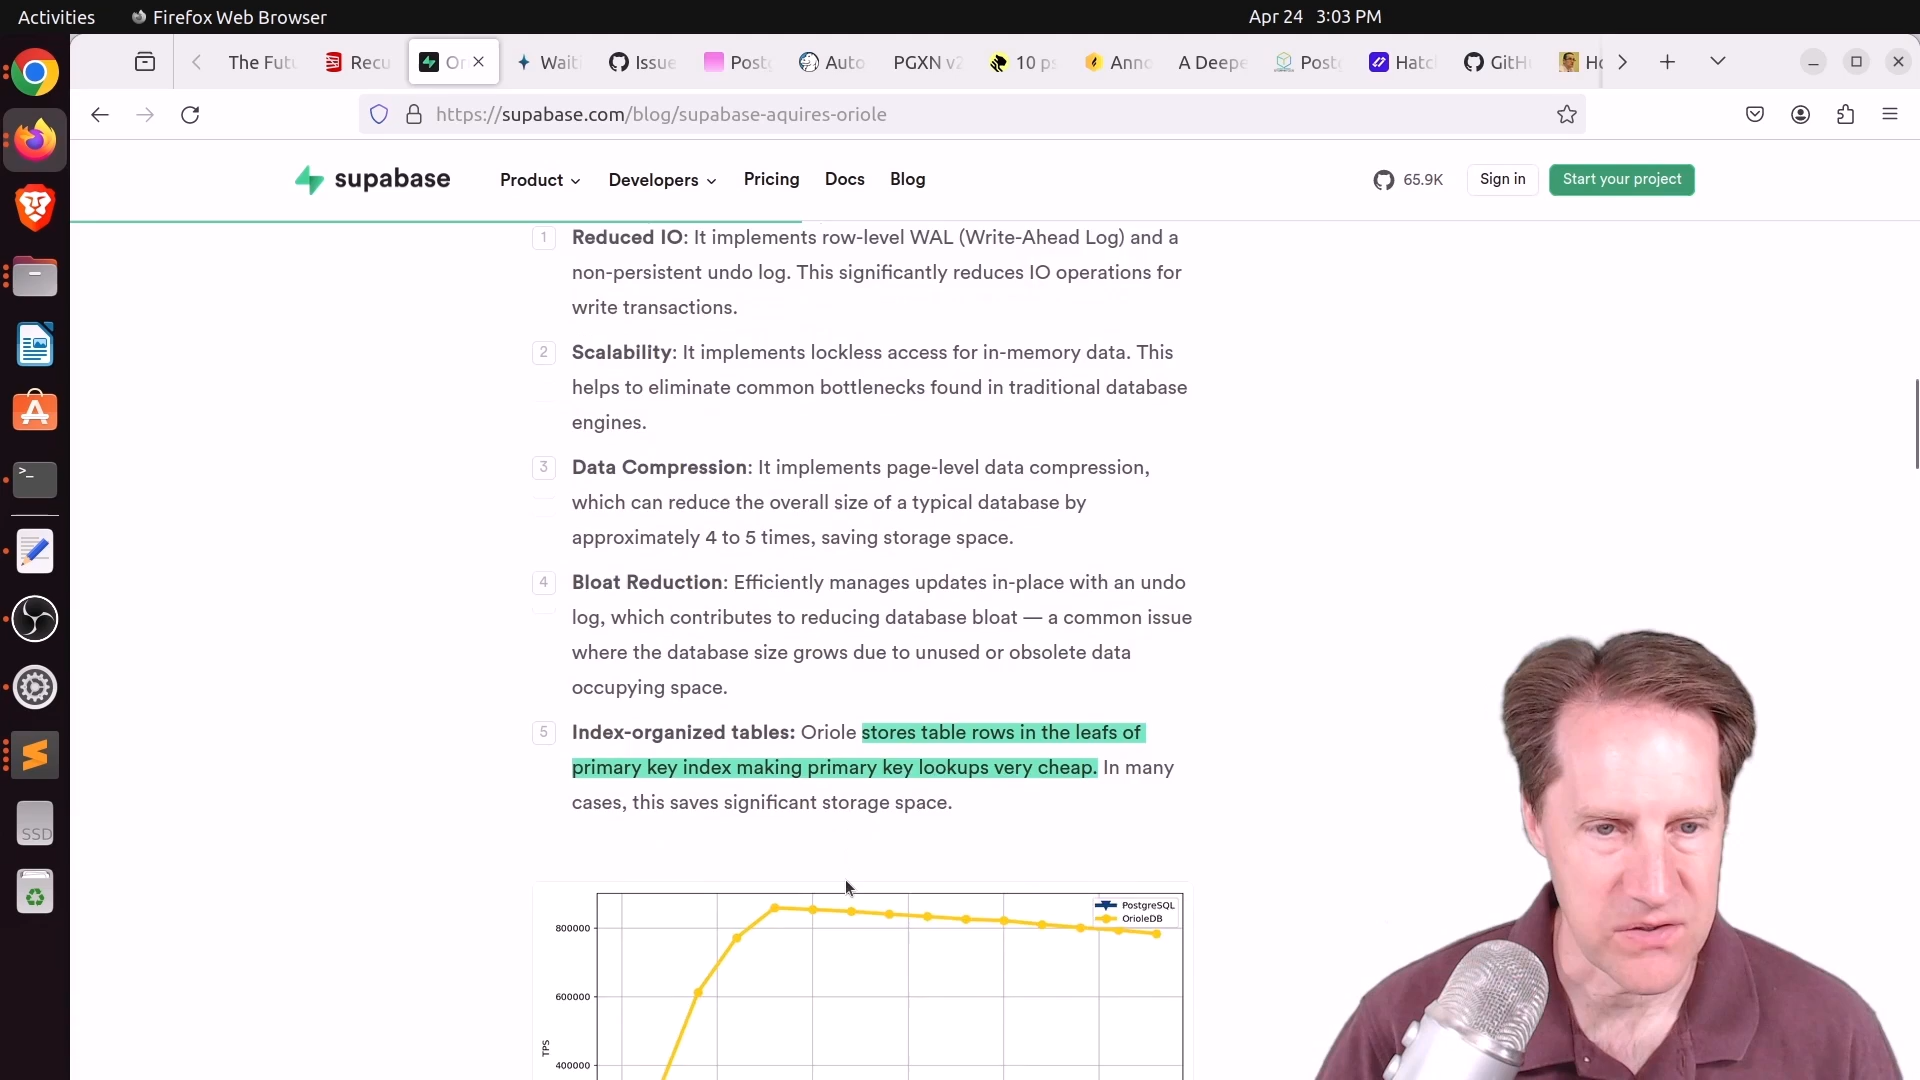 Activities
Firefox Web Browser
Apr 24 3:03 PM
The Futu
Recu
Or
Waiti
Issue
Postg
Auto
PGXN v2
10 ps
Anno
A Deepe
Postg
Hatc
GitH
Ho
https://supabase.com/blog/supabase-aquires-oriole
supabase
Product
Developers
Pricing
Docs
Blog
65.9K
Sign in
Start your project
1 Reduced IO: It implements row-level WAL (Write-Ahead Log) and a
non-persistent undo log. This significantly reduces IO operations for
write transactions.
2 Scalability: It implements lockless access for in-memory data. This
helps to eliminate common bottlenecks found in traditional database
engines.
3 Data Compression: It implements page-level data compression,
which can reduce the overall size of a typical database by
approximately 4 to 5 times, saving storage space.
4 Bloat Reduction: Efficiently manages updates in-place with an undo
log, which contributes to reducing database bloat — a common issue
where the database size grows due to unused or obsolete data
occupying space.
5 Index-organized tables: Oriole stores table rows in the leafs of
primary key index making primary key lookups very cheap. In many
cases, this saves significant storage space.
PostgreSQL
OrioleDB
800000
600000
400000
TPS
SSD